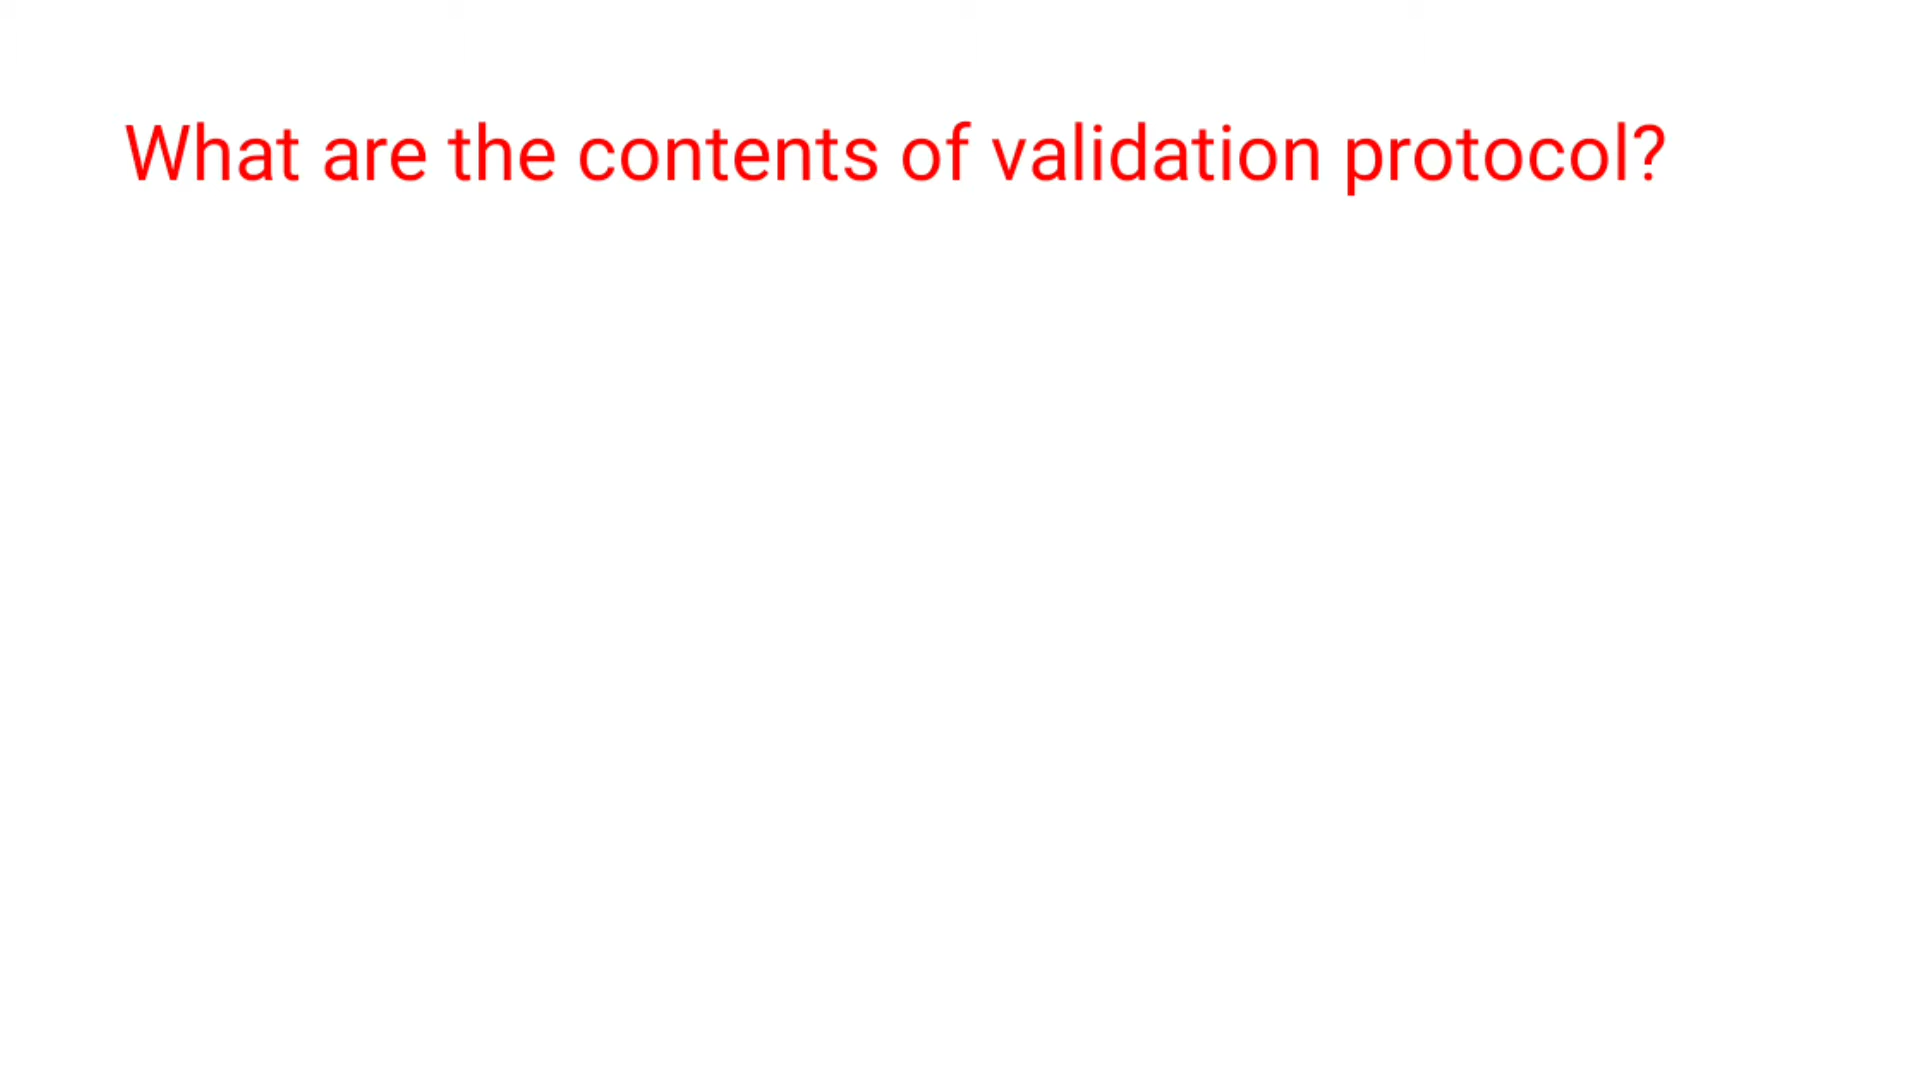 What are the contents of validation protocol?